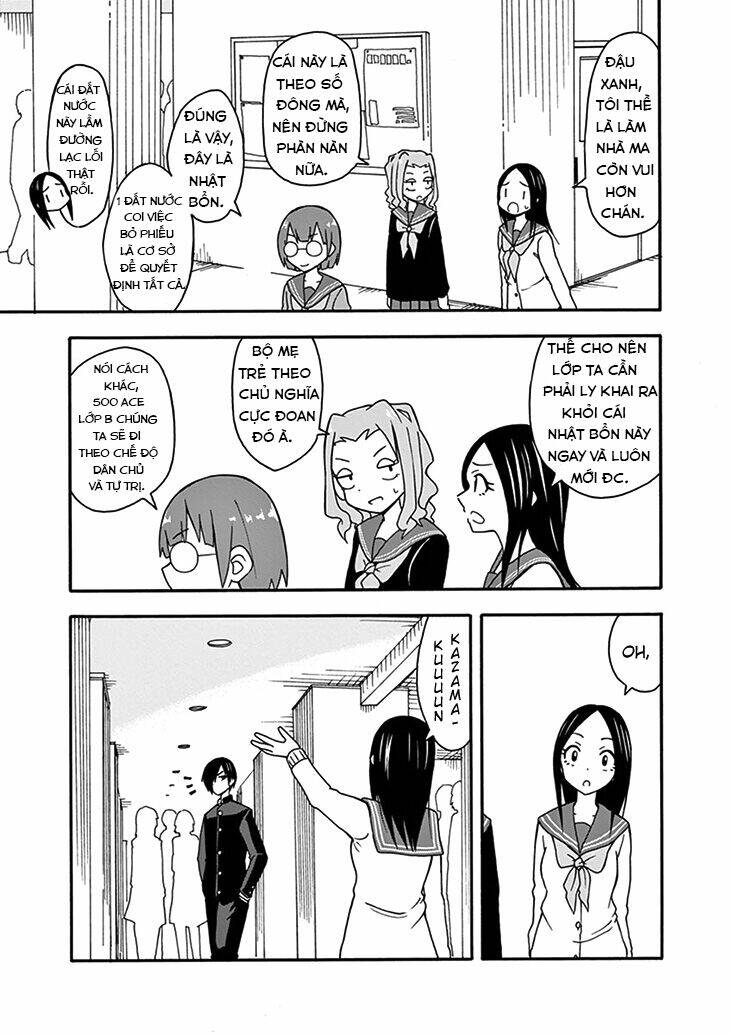 ĐẬU
XANH,
TÔI THỀ
LÀ LÀM
NHÀ MA
CÒN VUI
HƠN
CHÁN.
CÁI NÀY LÀ
THEO SỐ
ĐÔNG MÀ,
NÊN ĐỪNG
PHÀN NÀN
NỮA.
ĐÚNG
LÀ VẬY,
ĐÂY LÀ
NHẬT
BỔN.
1 ĐẤT NƯỚC
COI VIỆC
BỎ PHIẾU
LÀ CƠ SỞ
ĐỂ QUYẾT
ĐỊNH TẤT CẢ.
CÁI ĐẤT
NƯỚC
NÀY LẦM
ĐƯỜNG
LẠC LỐI
THẬT
RỒI.
THẾ CHO NÊN
LỚP TA CẦN
PHẢI LY KHAI RA
KHỎI CÁI
NHẬT BỔN NÀY
NGAY VÀ LUÔN
MỚI ĐC.
BỘ MẸ
TRẺ THEO
CHỦ NGHĨA
CỰC ĐOAN
ĐÓ À.
NÓI CÁCH
KHÁC,
SOO ACE
LỚP B CHÚNG
TA SẼ ĐI
THEO CHẾ ĐỘ
DÂN CHỦ
VÀ TỰ TRỊ.
OH,
KAZAMA-
KUUUUN